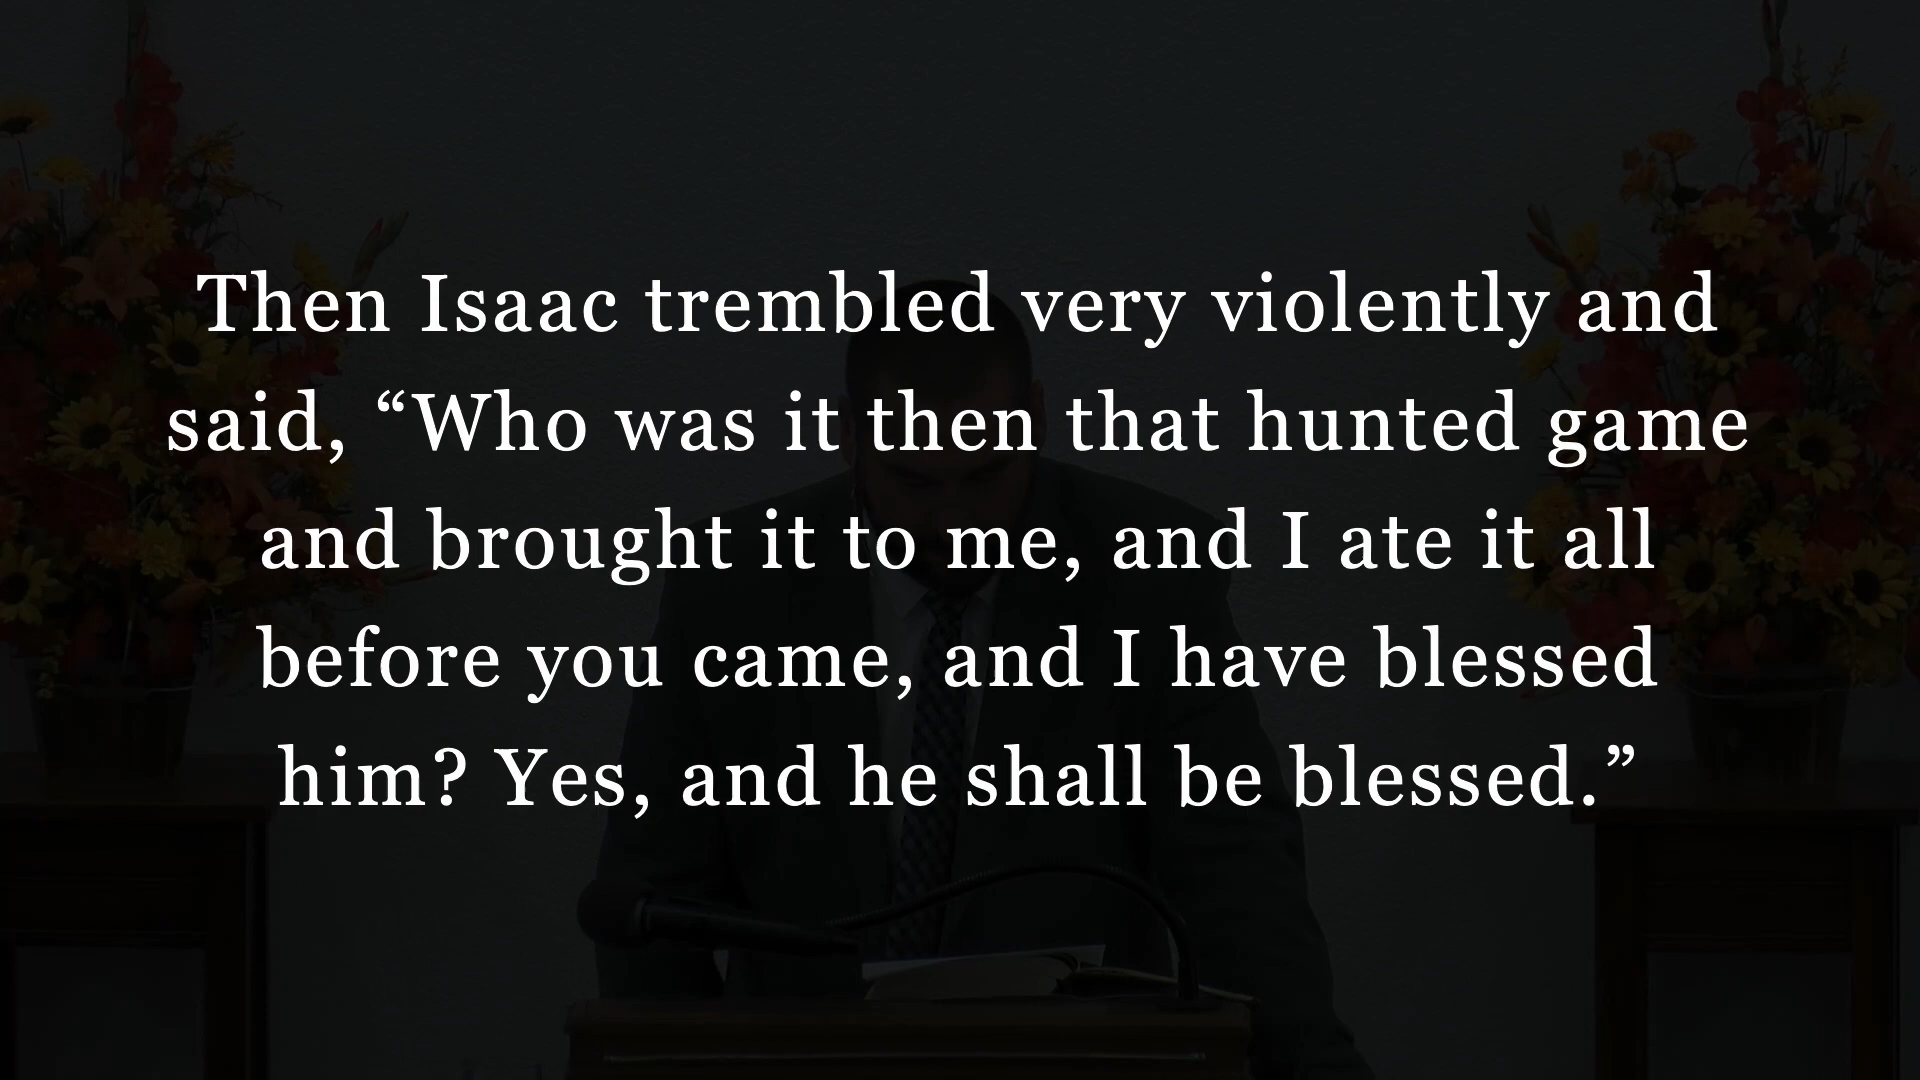 Then Isaac trembled very violently and
said, “Who was it then that hunted game
and brought it to me, and I ate it all
before you came, and I have blessed
him? Yes, and he shall be blessed.”